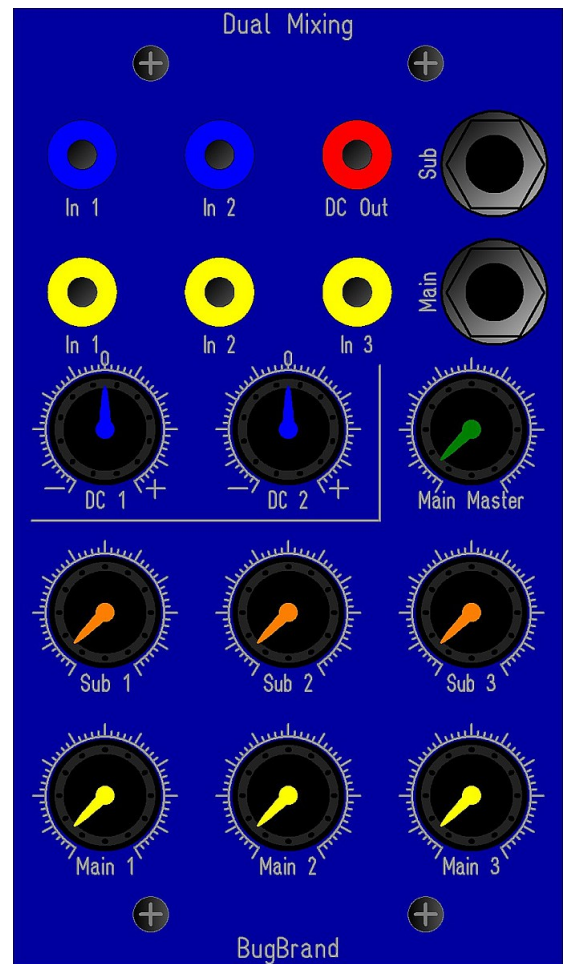 Dual Mixing
Sub
In 1 In 2 DC Out
Main
In 1 In 2 In 3
0 0
− + − +
DC 1 DC 2 Main Master
Sub 1 Sub 2 Sub 3
Main 1 Main 2 Main 3
BugBrand